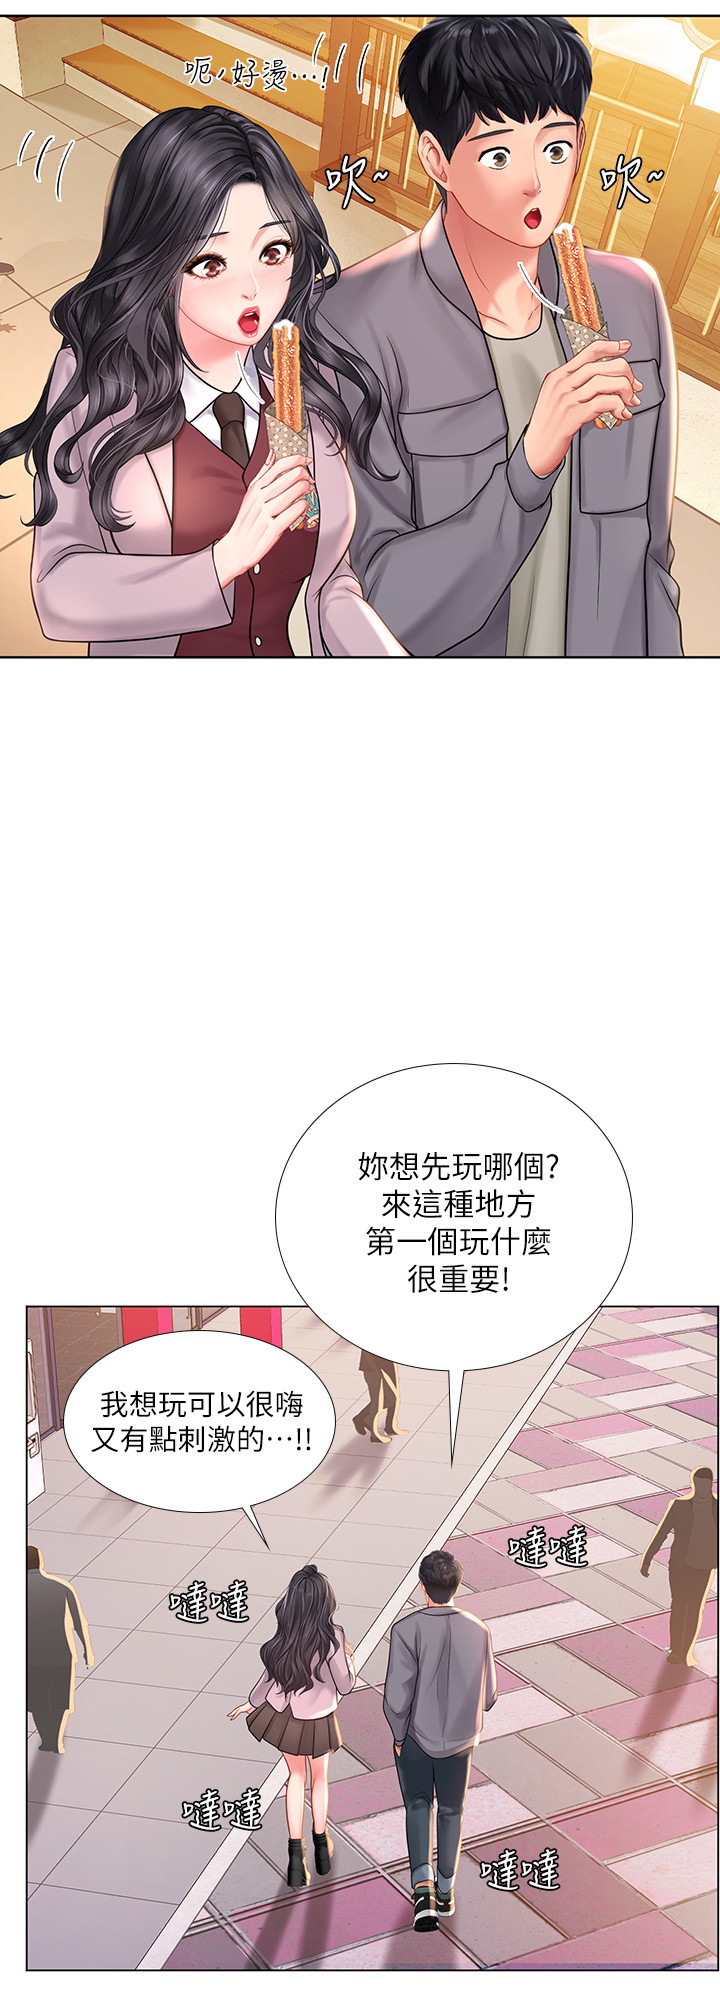 呃，好燙…！
吹~
吹~
妳想先玩哪個?
來這種地方
第一個玩什麼
很重要!
我想玩可以很嗨
又有點刺激的…!!
噠噠
噠噠
噠噠
噠噠